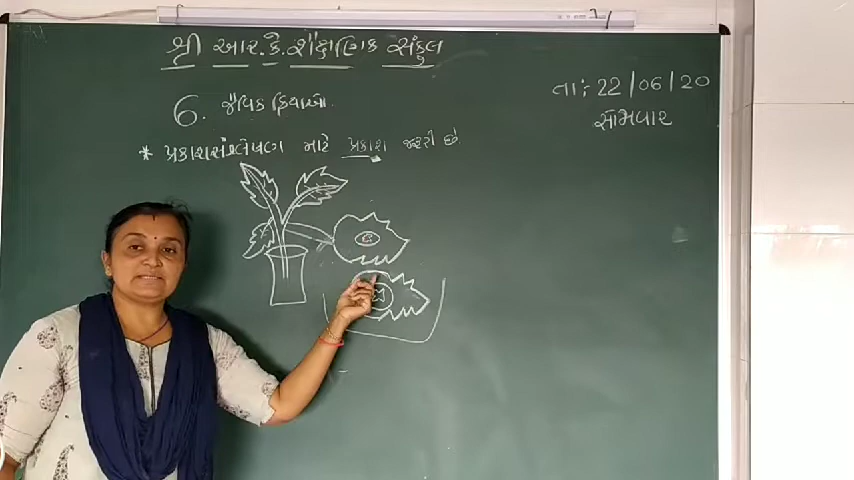 શ્રી આર.કે. શૈક્ષણિક સંકુલ
તા: 22/06/20
સોમવાર
6. જૈવિક ક્રિયાઓ
* પ્રકાશસંશ્લેષણ માટે પ્રકાશ જરૂરી છે